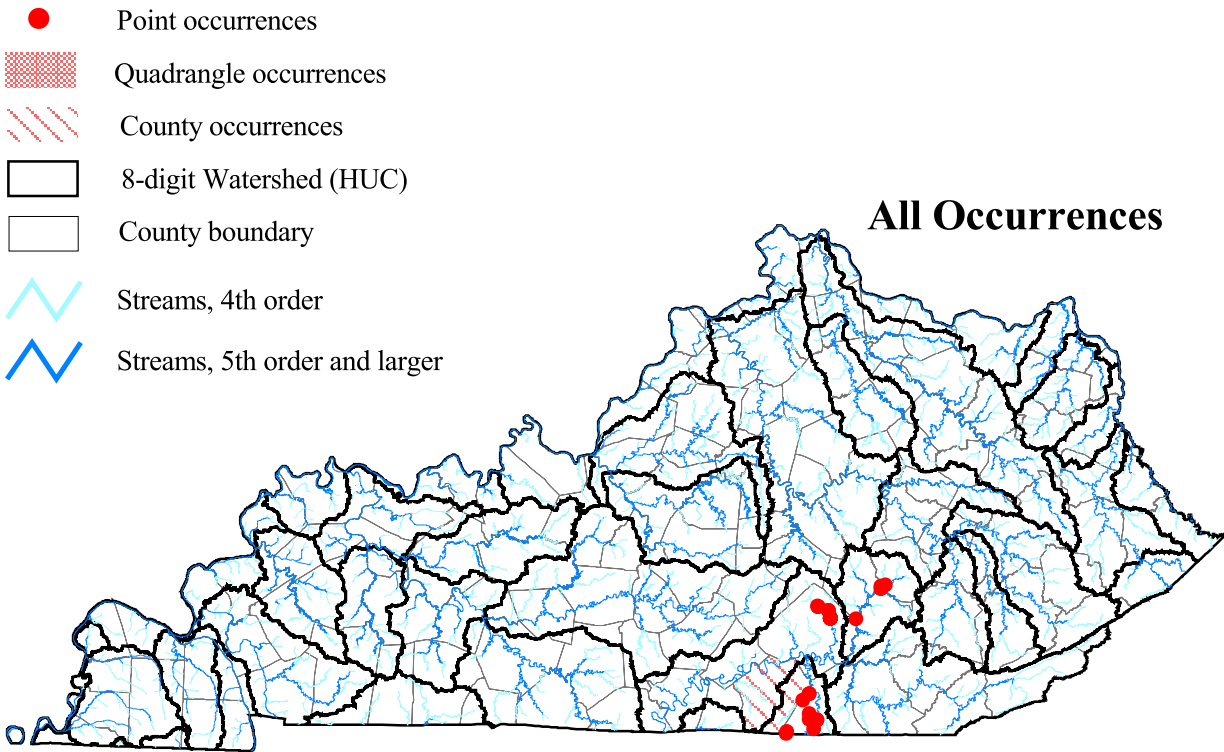 Point occurrences
Quadrangle occurrences
County occurrences
8-digit Watershed (HUC)
County boundary
Streams, 4th order
Streams, 5th order and larger
All Occurrences